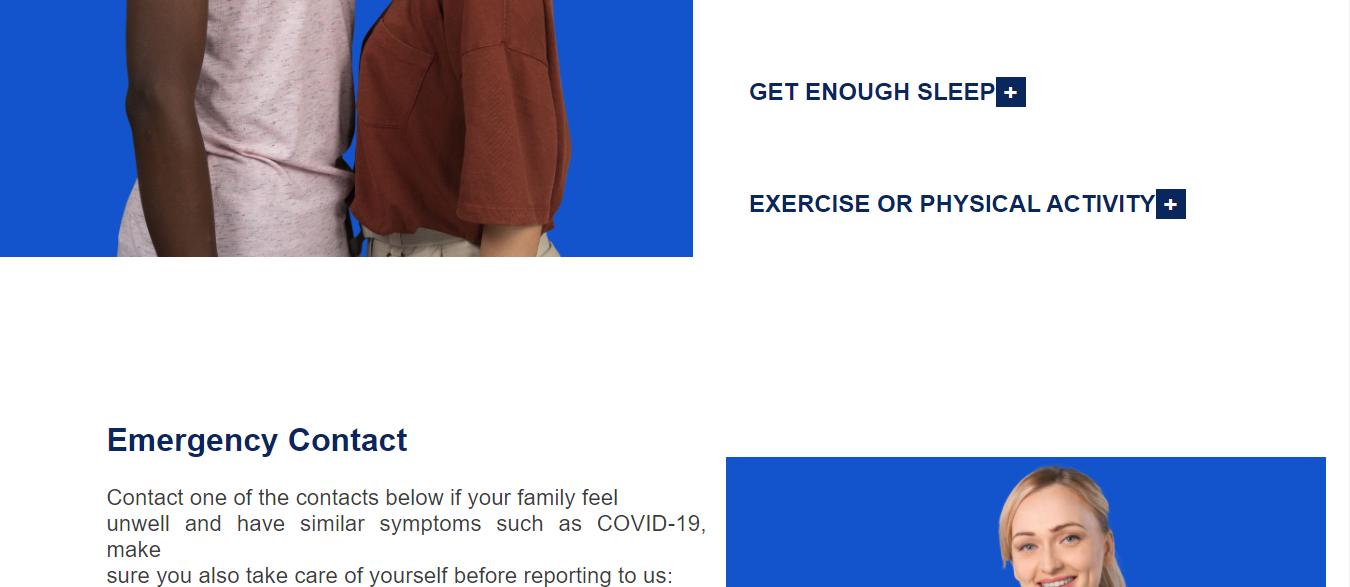 GET ENOUGH SLEEP+
EXERCISE OR PHYSICAL ACTIVITY+
Emergency Contact
Contact one of the contacts below if your family feel
unwell and have similar symptoms such as COVID-19,
make
sure you also take care of yourself before reporting to us: